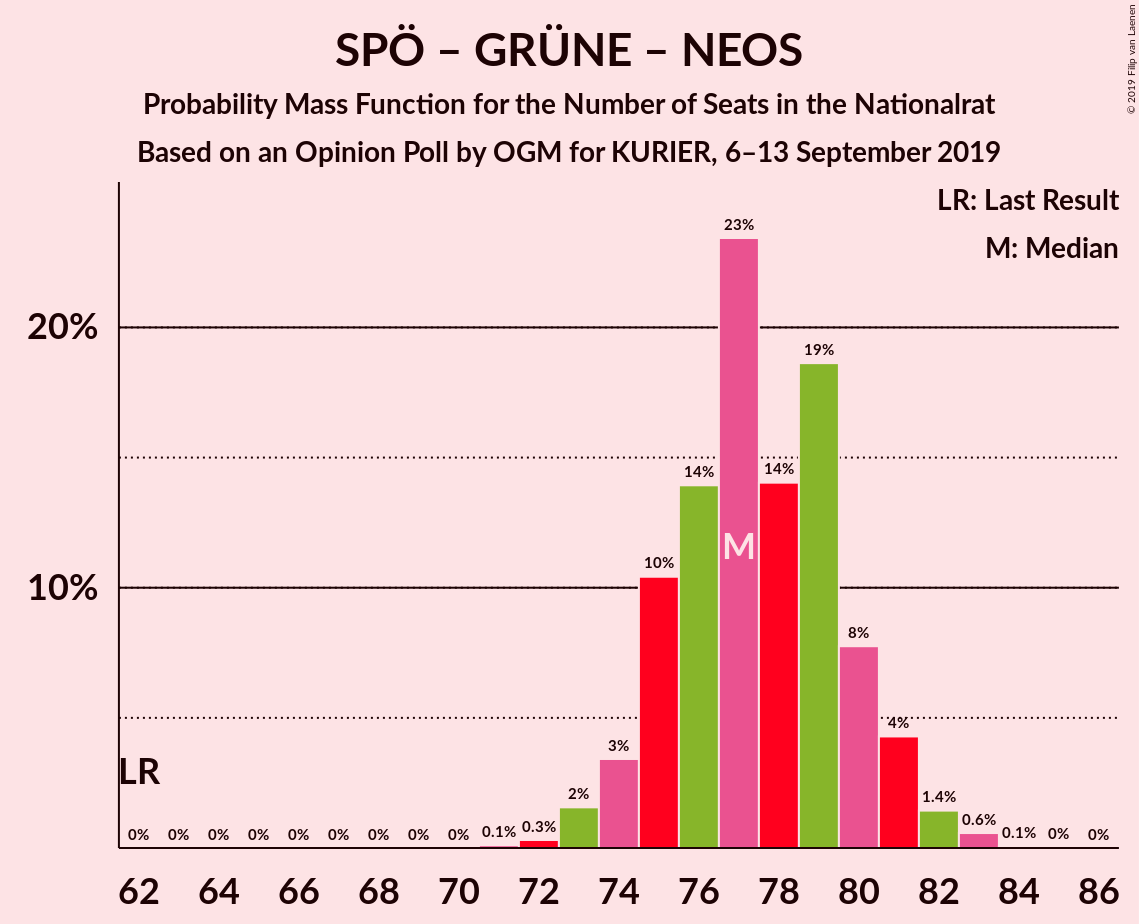 SPÖ – GRÜNE – NEOS
Probability Mass Function for the Number of Seats in the Nationalrat
Based on an Opinion Poll by OGM for KURIER, 6–13 September 2019
© 2019 Filip van Laenen
LR: Last Result
M: Median
23%
20%
19%
14%
14%
M
10%
10%
8%
4%
3%
LR
2%
1.4%
0% 0% 0% 0% 0% 0% 0% 0% 0% 0.1% 0.3% 0.6% 0.1% 0% 0%
62 64 66 68 70 72 74 76 78 80 82 84 86